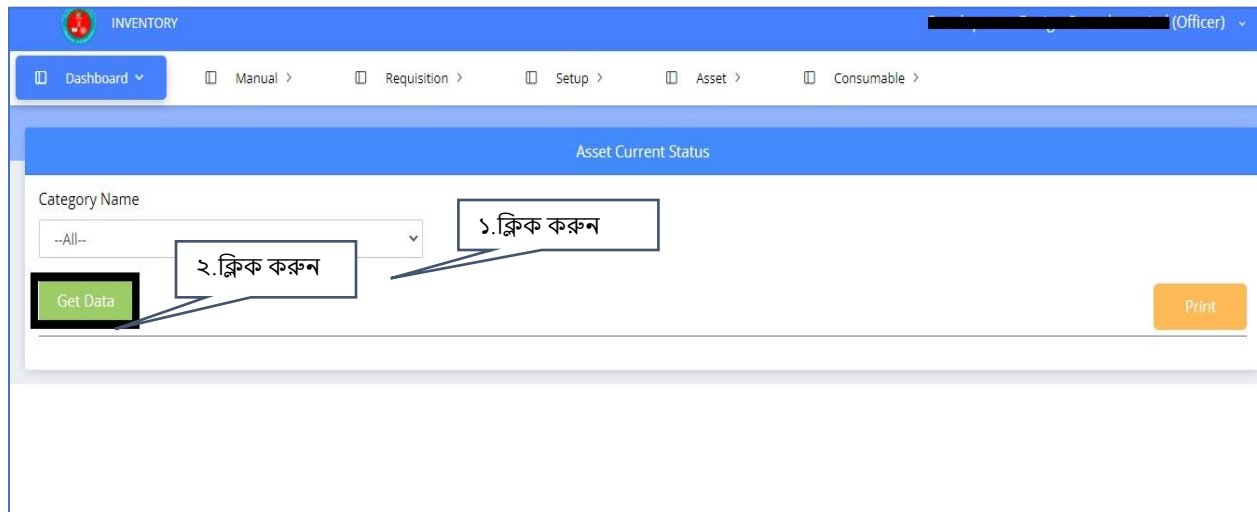 INVENTORY
(Officer)
Dashboard
Manual >
Requisition >
Setup >
Asset >
Consumable >
Asset Current Status
Category Name
--All--
১.ক্লিক করুন
২.ক্লিক করুন
Get Data
Print